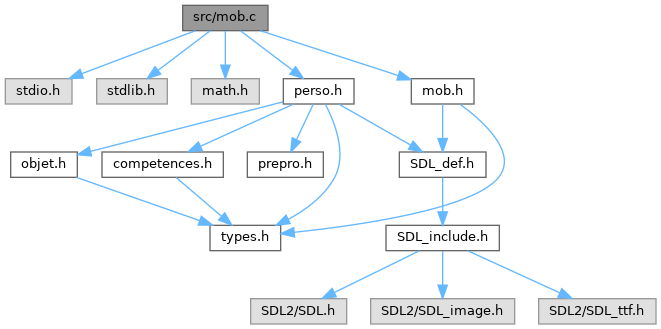 src/mob.c
stdio.h
stdlib.h
math.h
perso.h
mob.h
objet.h
competences.h
prepro.h
SDL_def.h
types.h
SDL_include.h
SDL2/SDL.h
SDL2/SDL_image.h
SDL2/SDL_ttf.h